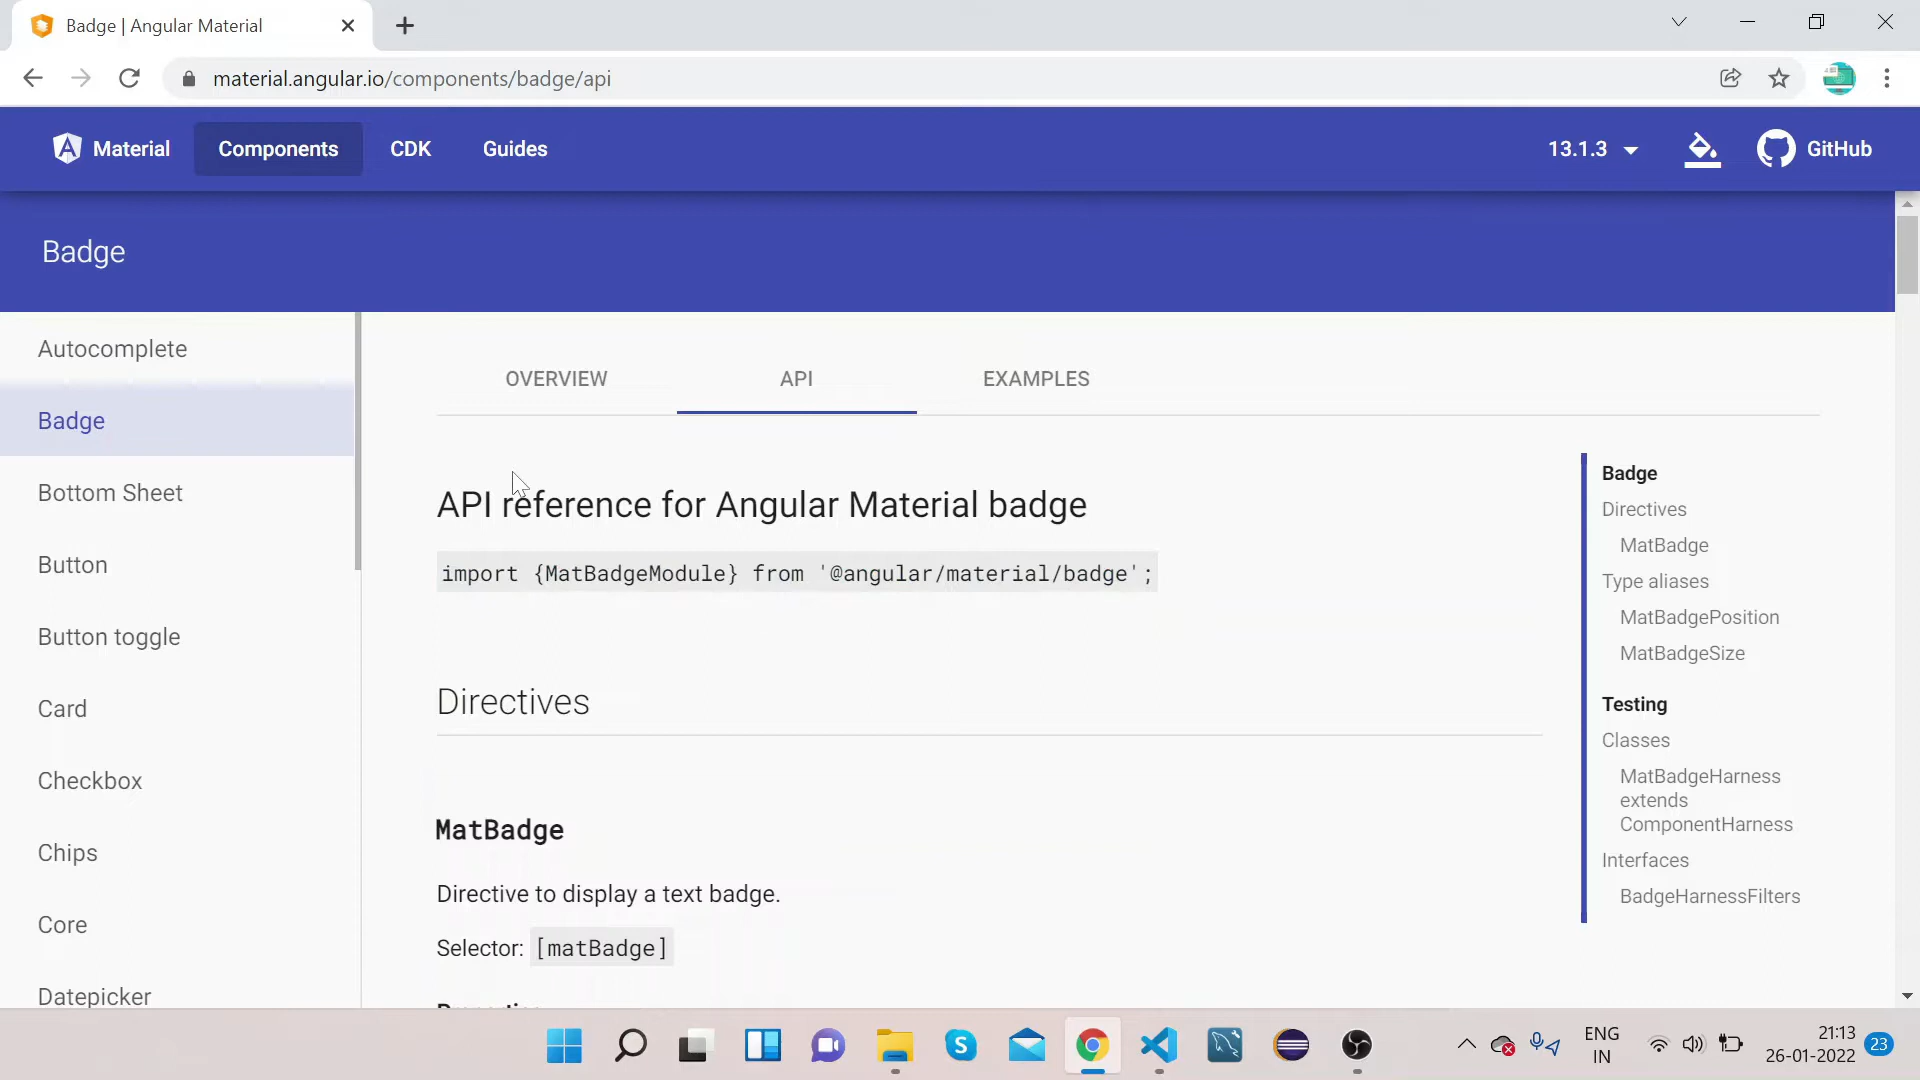 Badge | Angular Material
material.angular.io/components/badge/api
Material
Components
CDK
Guides
13.1.3
GitHub
Badge
Autocomplete
Badge
Bottom Sheet
Button
Button toggle
Card
Checkbox
Chips
Core
Datepicker
OVERVIEW
API
EXAMPLES
API reference for Angular Material badge
import {MatBadgeModule} from '@angular/material/badge';
Directives
MatBadge
Directive to display a text badge.
Selector: [matBadge]
Badge
Directives
MatBadge
Type aliases
MatBadgePosition
MatBadgeSize
Testing
Classes
MatBadgeHarness
extends
ComponentHarness
Interfaces
BadgeHarnessFilters
ENG
IN
21:13
26-01-2022
23